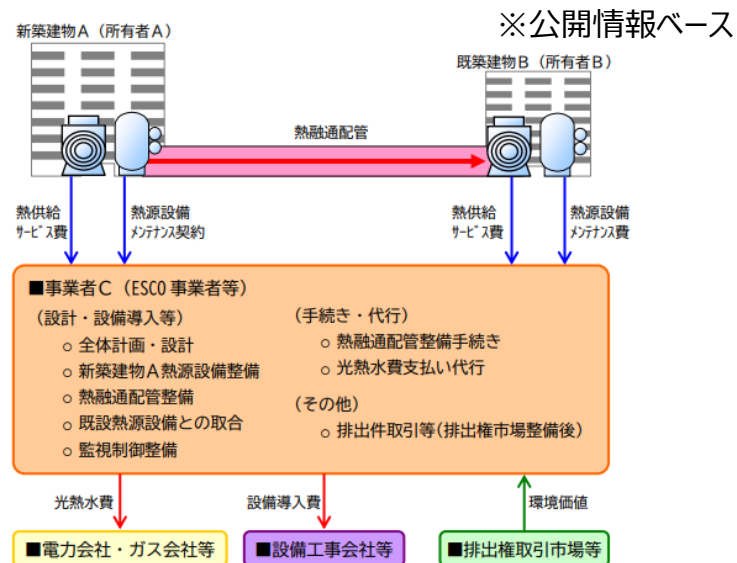 ※公開情報ベース
新築建物A（所有者A）
既築建物B（所有者B）
熱融通配管
熱供給
ｻｰﾋﾞｽ費
熱源設備
ﾒﾝﾃﾅﾝｽ契約
熱供給
ｻｰﾋﾞｽ費
熱源設備
ﾒﾝﾃﾅﾝｽ費
■事業者C（ESCO事業者等）
（設計・設備導入等）
○ 全体計画・設計
○ 新築建物A熱源設備整備
○ 熱融通配管整備
○ 既設熱源設備との取合
○ 監視制御整備
（手続き・代行）
○ 熱融通配管整備手続き
○ 光熱水費支払い代行
（その他）
○ 排出件取引等(排出権市場整備後)
光熱水費
設備導入費
環境価値
■電力会社・ガス会社等
■設備工事会社等
■排出権取引市場等